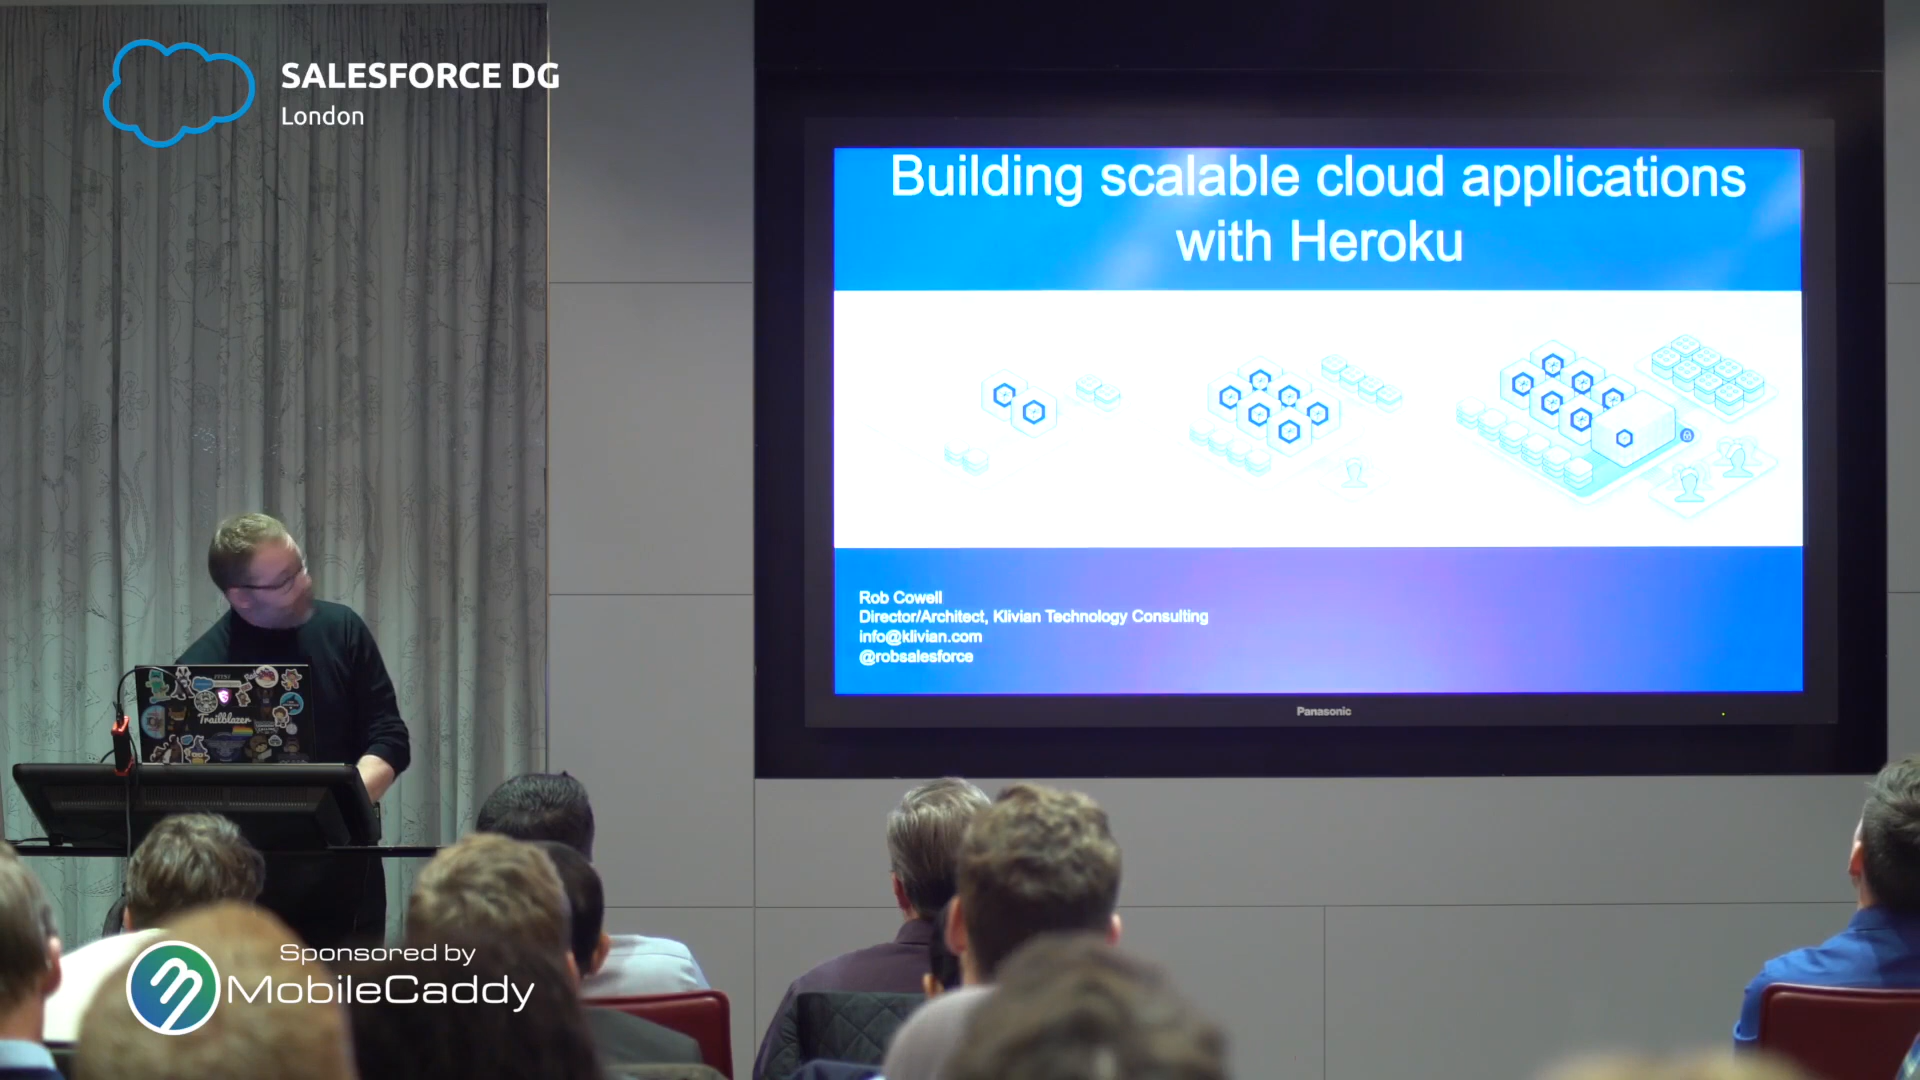 SALESFORCE DG
London
Building scalable cloud applications
with Heroku
Rob Cowell
Director/Architect, Klivian Technology Consulting
info@klivian.com
@robsalesforce
Panasonic
Trailblazer
Sponsored by
MobileCaddy